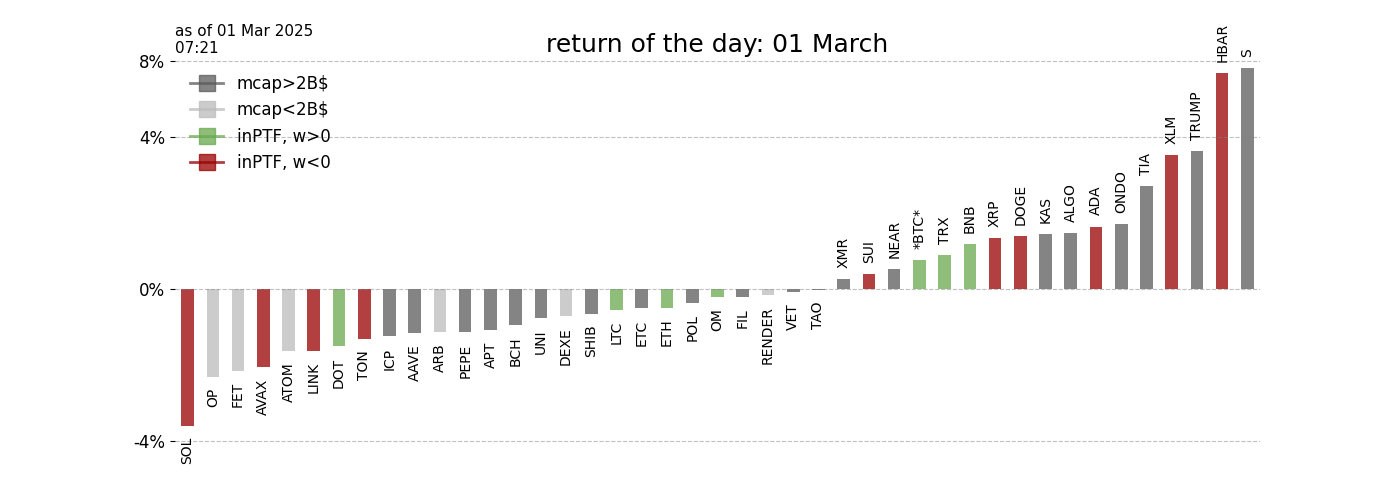 as of 01 Mar 2025
07:21
return of the day: 01 March
8%
4%
0%
-4%
mcap>2B$
mcap<2B$
inPTF, w>0
inPTF, w<0
SOL
OP
FET
AVAX
ATOM
LINK
DOT
TON
ICP
AAVE
ARB
PEPE
APT
BCH
UNI
DEXE
SHIB
LTC
ETC
ETH
POL
OM
FIL
RENDER
VET
TAO
XMR
SUI
NEAR
*BTC*
TRX
BNB
XRP
DOGE
KAS
ALGO
ADA
ONDO
TIA
XLM
TRUMP
HBAR
S